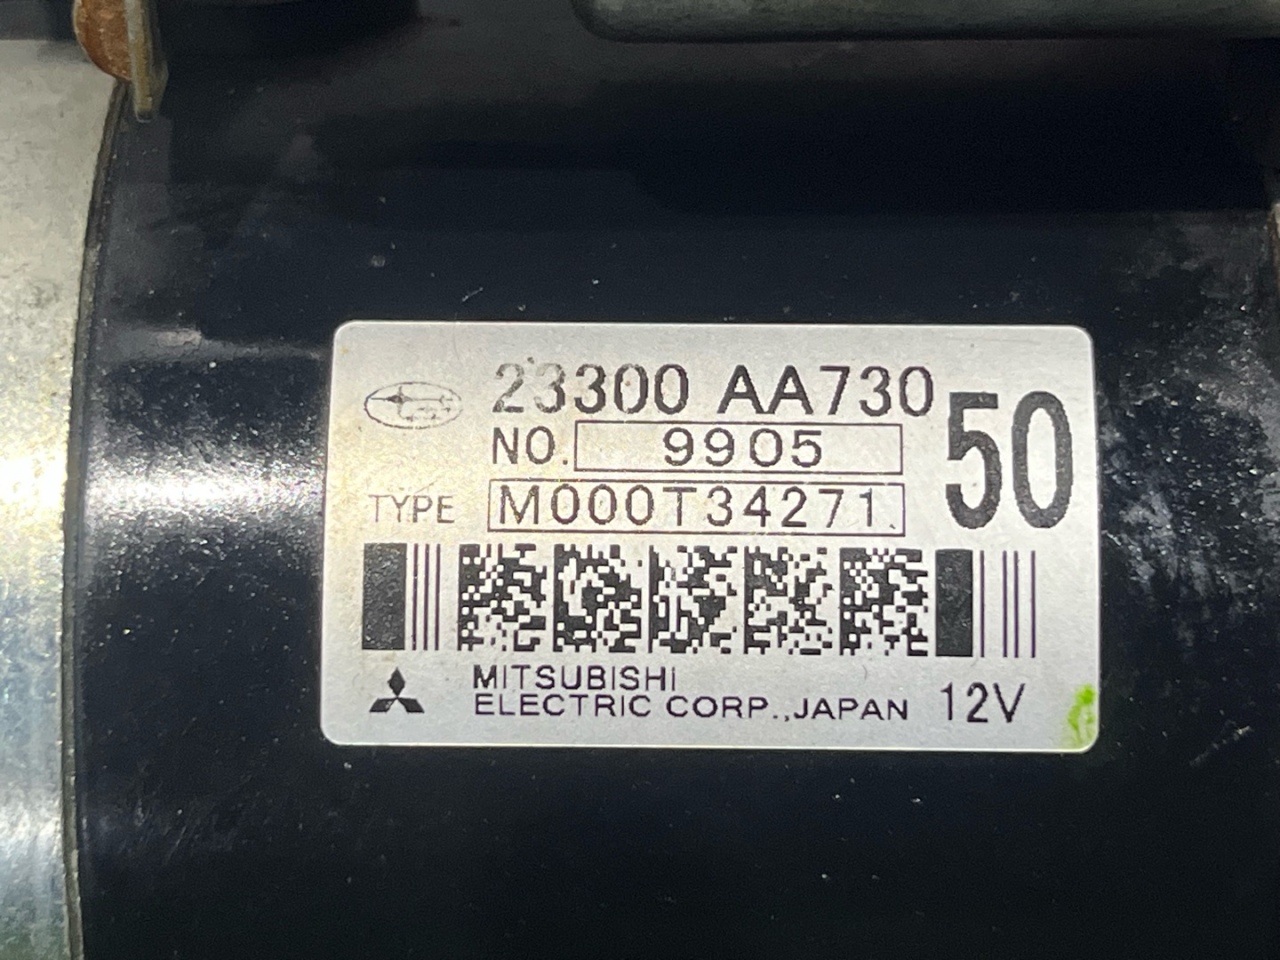 23300 AA730
50
NO. 9905
TYPE M000T34271
MITSUBISHI
ELECTRIC CORP.,JAPAN 12V